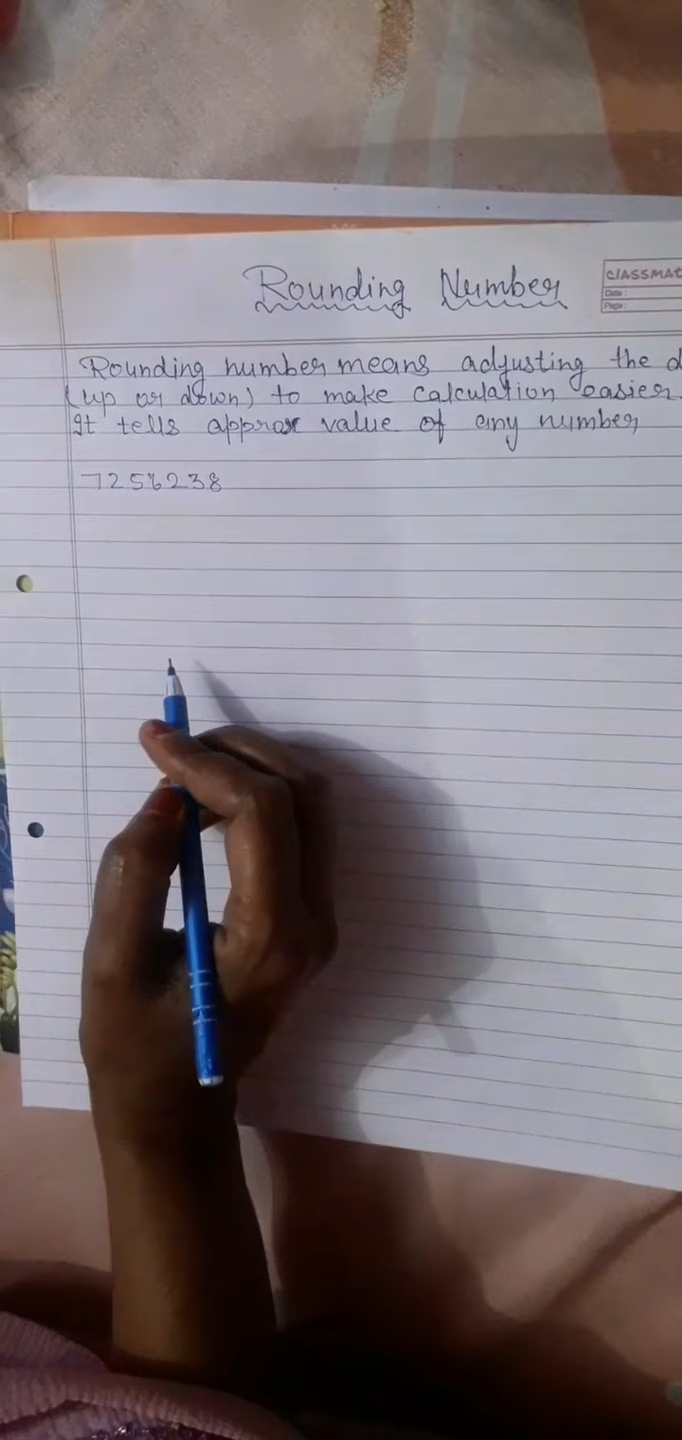 Rounding Number
CLASSMAT
Date :
Page :
Rounding number means adjusting the d
(up or down) to make calculation easier.
It tells approx value of any number
7256238